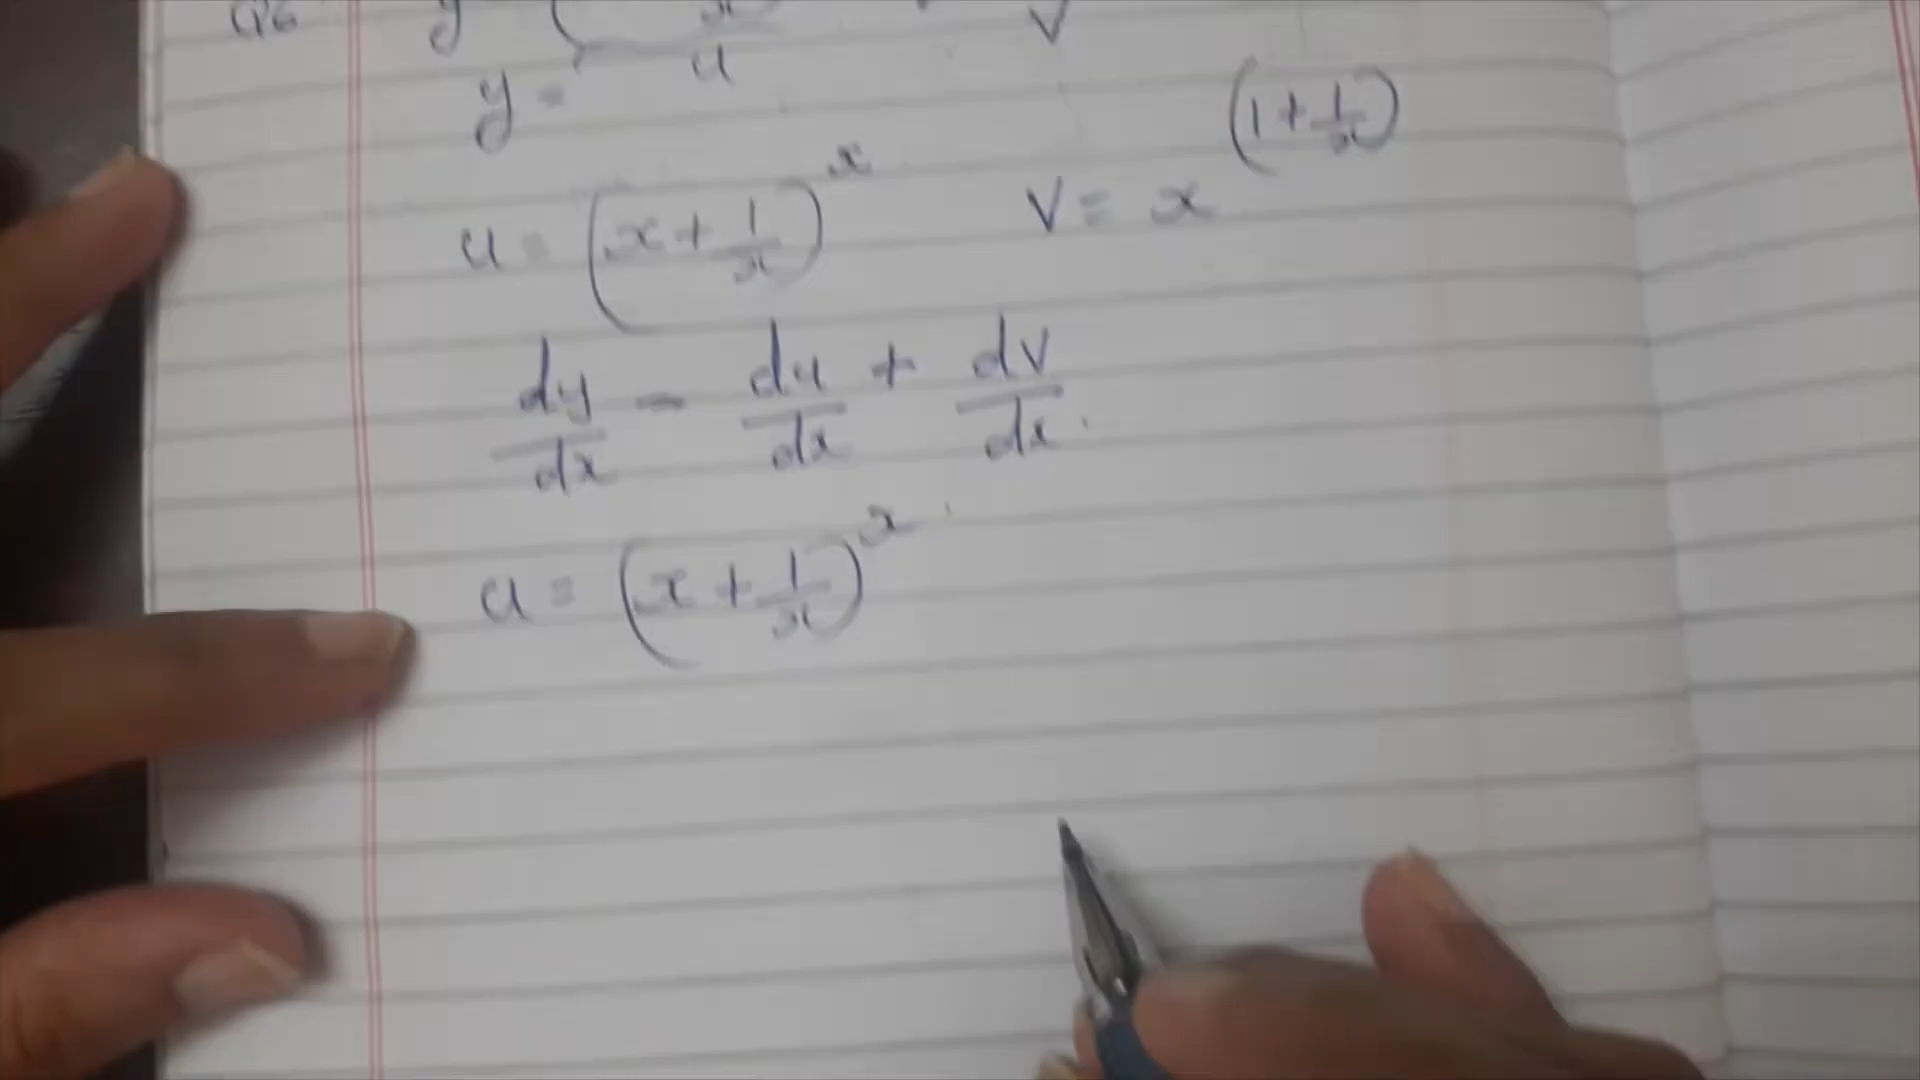 y = u v
y =
u = (x + 1/x)^x v = x^(1 + 1/x)
dy/dx - du/dx + dv/dx.
u = (x + 1/x)^x